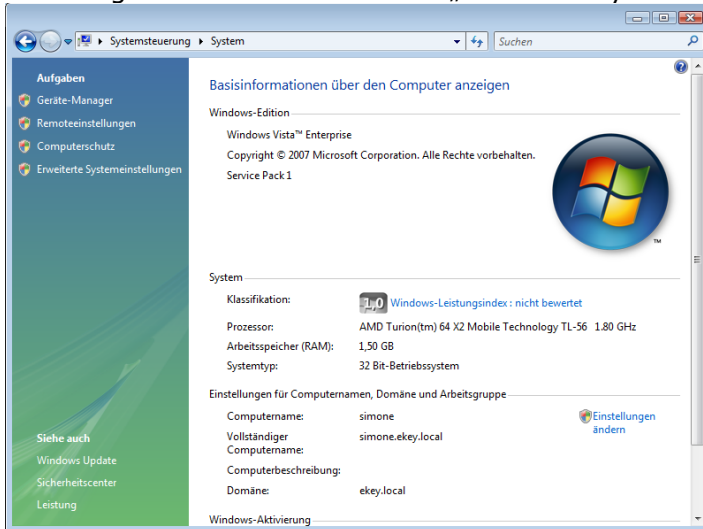 Systemsteuerung ▸ System
Suchen
Aufgaben
Geräte-Manager
Remoteeinstellungen
Computerschutz
Erweiterte Systemeinstellungen
Siehe auch
Windows Update
Sicherheitscenter
Leistung
Basisinformationen über den Computer anzeigen
Windows-Edition
Windows Vista™ Enterprise
Copyright © 2007 Microsoft Corporation. Alle Rechte vorbehalten.
Service Pack 1
TM
System
Klassifikation: 1,0 Windows-Leistungsindex : nicht bewertet
Prozessor: AMD Turion(tm) 64 X2 Mobile Technology TL-56 1.80 GHz
Arbeitsspeicher (RAM): 1,50 GB
Systemtyp: 32 Bit-Betriebssystem
Einstellungen für Computernamen, Domäne und Arbeitsgruppe
Computername: simone
Einstellungen
ändern
Vollständiger simone.ekey.local
Computername:
Computerbeschreibung:
Domäne: ekey.local
Windows-Aktivierung